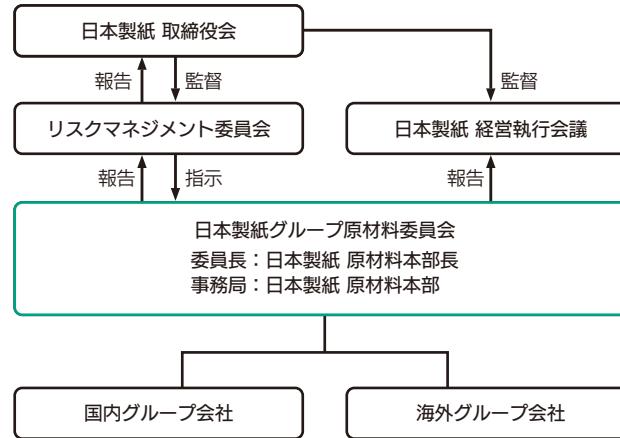 日本製紙 取締役会
報告
監督
監督
リスクマネジメント委員会
日本製紙 経営執行会議
報告
指示
報告
日本製紙グループ原材料委員会
委員長：日本製紙 原材料本部長
事務局：日本製紙 原材料本部
国内グループ会社
海外グループ会社